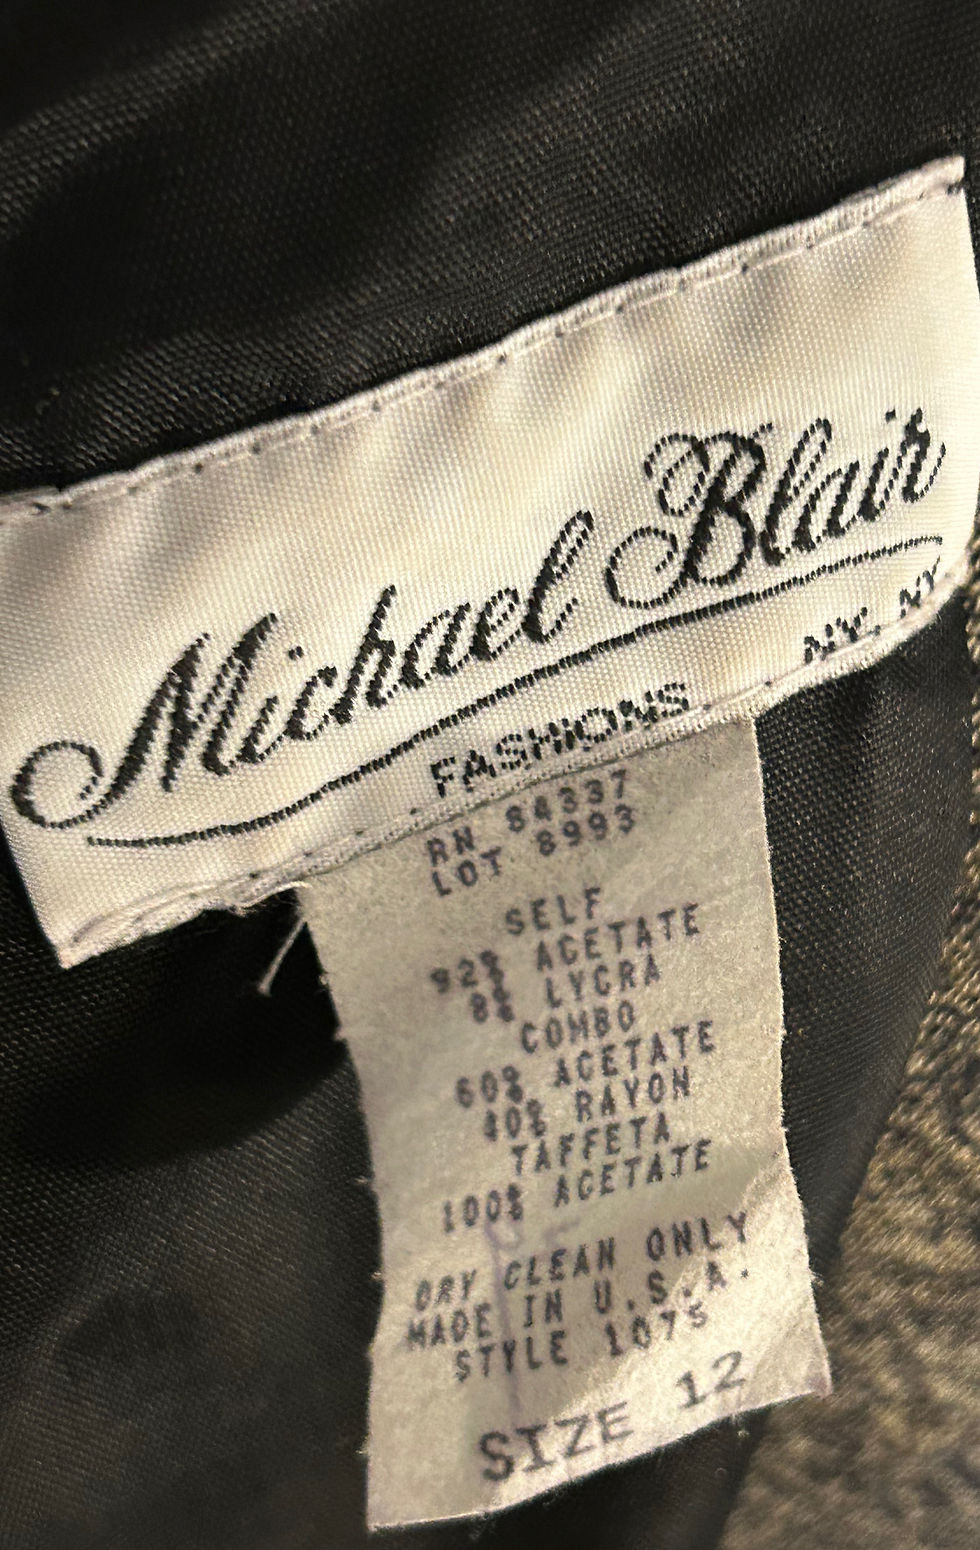 Michael Blair
NY, NY
FASHIONS
RN 84337
LOT 8993
SELF
92% ACETATE
8% LYCRA
COMBO
60% ACETATE
40% RAYON
TAFFETA
100% ACETATE
DRY CLEAN ONLY
MADE IN U.S.A.
STYLE 1075
SIZE 12